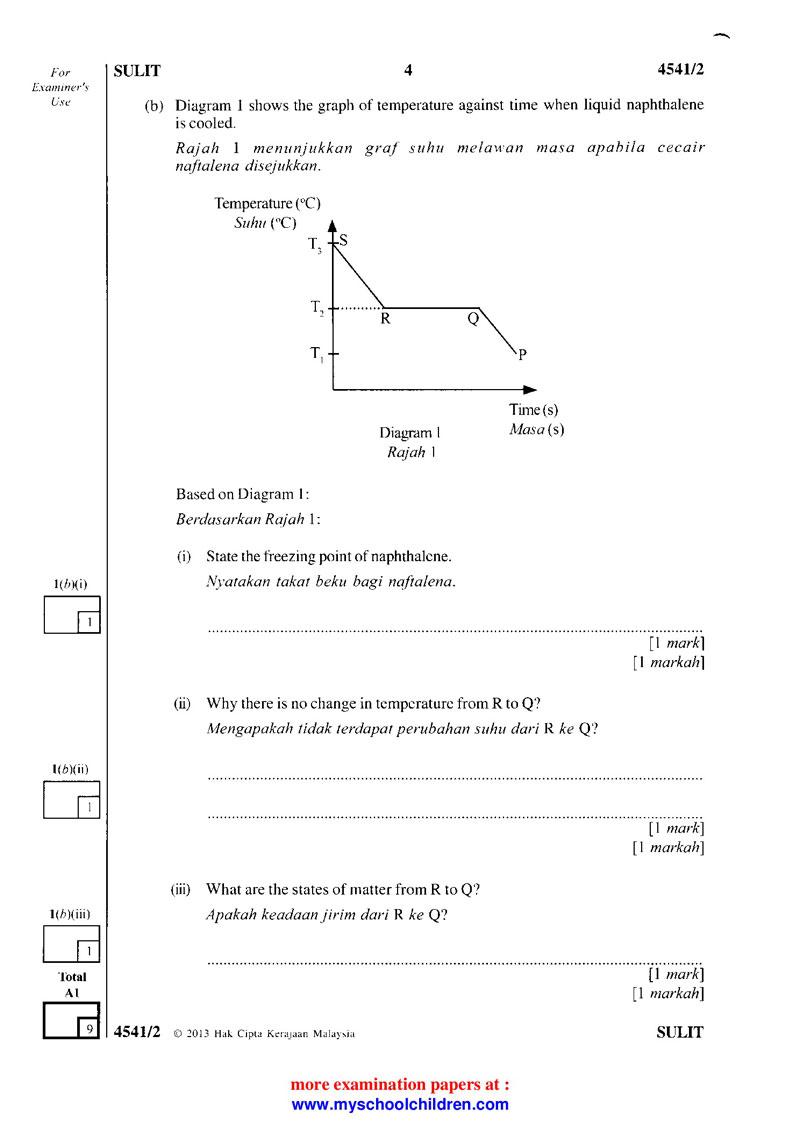 For
Examiner's
Use
SULIT 4 4541/2
(b) Diagram 1 shows the graph of temperature against time when liquid naphthalene
is cooled.
Rajah 1 menunjukkan graf suhu melawan masa apabila cecair
naftalena disejukkan.
Temperature (°C)
Suhu (°C)
T3 S
T2
R Q
T1 P
Time (s)
Masa (s)
Diagram 1
Rajah 1
Based on Diagram 1:
Berdasarkan Rajah 1:
(i) State the freezing point of naphthalene.
Nyatakan takat beku bagi naftalena.
1(b)(i)
1
[1 mark]
[1 markah]
(ii) Why there is no change in temperature from R to Q?
Mengapakah tidak terdapat perubahan suhu dari R ke Q?
1(b)(ii)
1
[1 mark]
[1 markah]
(iii) What are the states of matter from R to Q?
Apakah keadaan jirim dari R ke Q?
1(b)(iii)
1
[1 mark]
[1 markah]
Total
A1
9
4541/2 © 2013 Hak Cipta Kerajaan Malaysia SULIT
more examination papers at :
www.myschoolchildren.com